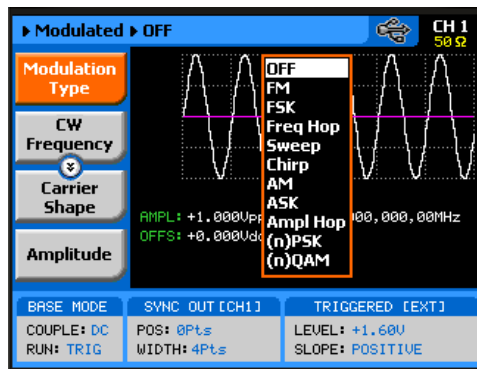 ▸ Modulated ▸ OFF
CH 1
50 Ω
Modulation
Type
CW
Frequency
Carrier
Shape
Amplitude
OFF
FM
FSK
Freq Hop
Sweep
Chirp
AM
ASK
Ampl Hop
(n)PSK
(n)QAM
AMPL: +1.000Vpp
00,000,00MHz
OFFS: +0.000Vdc
BASE MODE
COUPLE: DC
RUN: TRIG
SYNC OUT [CH1]
POS: 0Pts
WIDTH: 4Pts
TRIGGERED [EXT]
LEVEL: +1.60V
SLOPE: POSITIVE